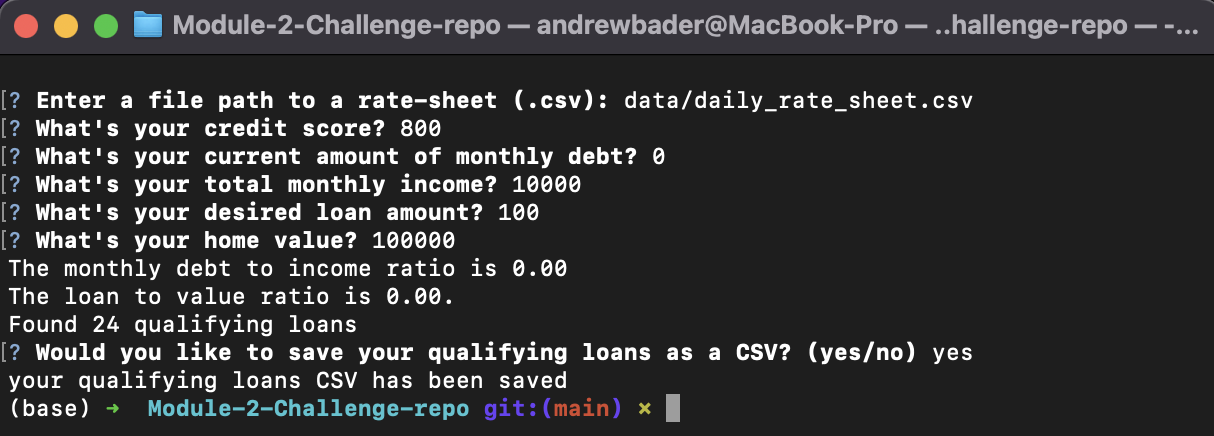 Module-2-Challenge-repo — andrewbader@MacBook-Pro — ..hallenge-repo — -...
[? Enter a file path to a rate-sheet (.csv): data/daily_rate_sheet.csv
[? What's your credit score? 800
[? What's your current amount of monthly debt? 0
[? What's your total monthly income? 10000
[? What's your desired loan amount? 100
[? What's your home value? 100000
The monthly debt to income ratio is 0.00
The loan to value ratio is 0.00.
Found 24 qualifying loans
[? Would you like to save your qualifying loans as a CSV? (yes/no) yes
your qualifying loans CSV has been saved
(base) ➜  Module-2-Challenge-repo git:(main) ✗